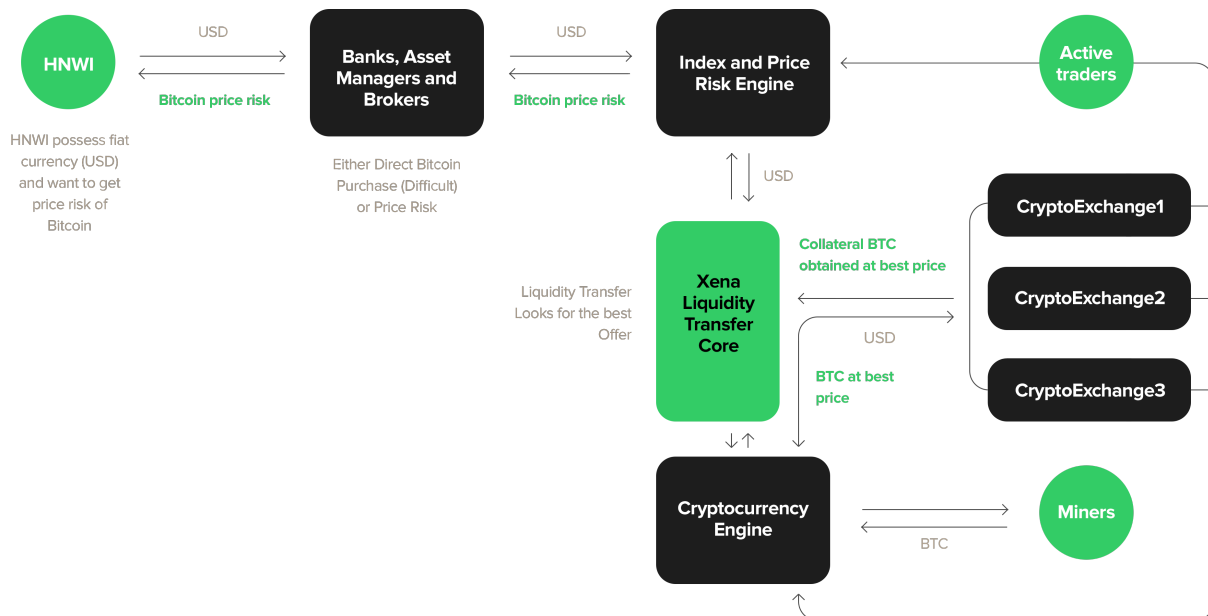 HNWI
USD
Bitcoin price risk
HNWI possess fiat
currency (USD)
and want to get
price risk of
Bitcoin
Banks, Asset
Managers and
Brokers
Either Direct Bitcoin
Purchase (Difficult)
or Price Risk
USD
Bitcoin price risk
Index and Price
Risk Engine
Active
traders
USD
Liquidity Transfer
Looks for the best
Offer
Xena
Liquidity
Transfer
Core
Collateral BTC
obtained at best price
USD
BTC at best
price
CryptoExchange1
CryptoExchange2
CryptoExchange3
Cryptocurrency
Engine
BTC
Miners